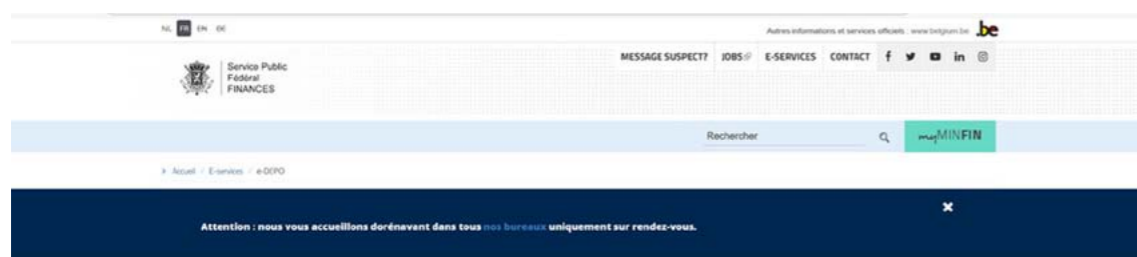 NL FR EN DE
Autres informations et services officiels : www.belgium.be .be
MESSAGE SUSPECT? JOBS E-SERVICES CONTACT
Service Public
Fédéral
FINANCES
Rechercher
myMINFIN
Accueil / E-services / e-DEPO
Attention : nous vous accueillons dorénavant dans tous nos bureaux uniquement sur rendez-vous.